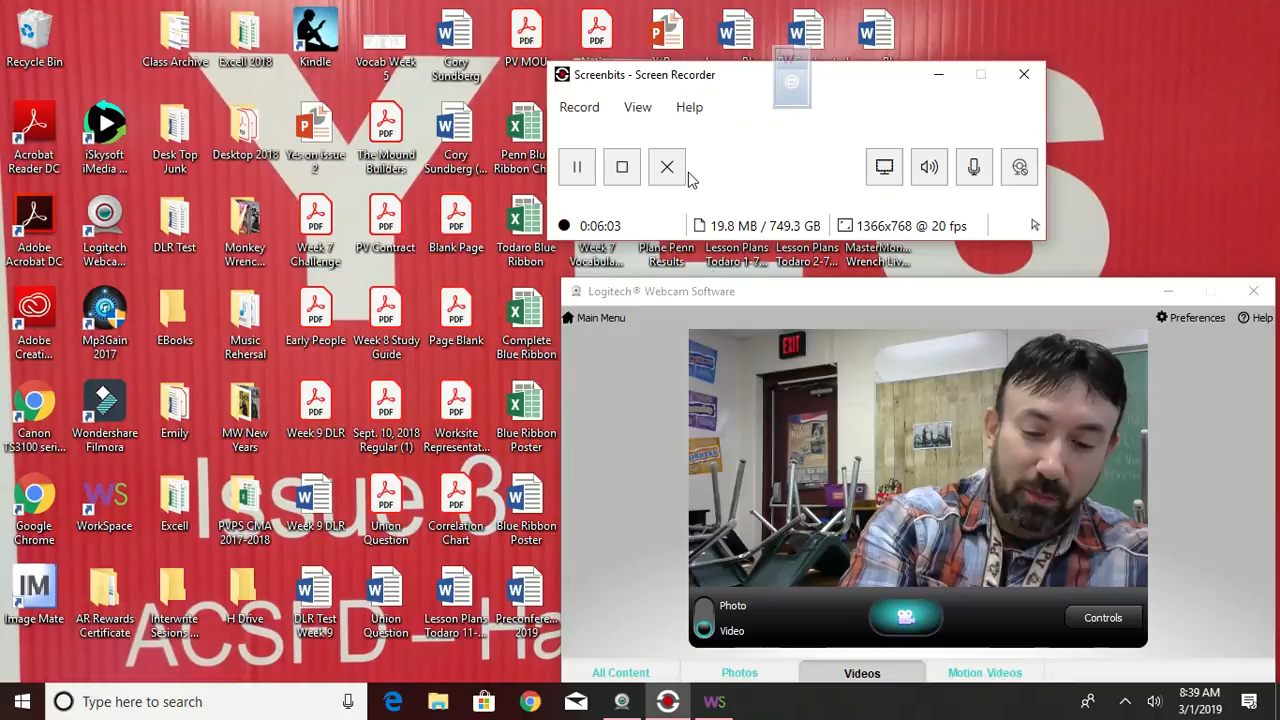 Recycle Bin
Class Archive
Excell 2018
Kindle
Vocab Week 5
Cory Sundberg
PV MOU
Screenbits - Screen Recorder
Record View Help
0:06:03
19.8 MB / 749.3 GB
1366x768 @ 20 fps
Acrobat Reader DC
iSkysoft iMedia ...
Desk Top Junk
Desktop 2018
Yes on issue 2
The Mound Builders
Cory Sundberg (...
Penn Blue Ribbon Ch...
Adobe Acrobat DC
Logitech Webca...
DLR Test
Monkey Wrenc...
Week 7 Challenge
PV Contract
Blank Page
Todaro Blue Ribbon
Week 7 Vocabula...
Plane Penn Results
Lesson Plans Todaro 1-7...
Lesson Plans Todaro 2-7...
MasterMon... Wrench Liv...
Logitech® Webcam Software
Main Menu
Preferences
Help
Adobe Creati...
Mp3Gain 2017
EBooks
Music Rehersal
Early People
Week 8 Study Guide
Page Blank
Complete Blue Ribbon
EXIT
Canon TS3100 seri...
Wondershare Filmora
Emily
MW New Years
Week 9 DLR
Sept. 10, 2018 Regular (1)
Worksite Representat...
Blue Ribbon Poster
Issue 3
Google Chrome
WorkSpace
Excell
PVPS CMA 2017-2018
Week 9 DLR
Union Question
Correlation Chart
Blue Ribbon Poster
Image Mate
AR Rewards Certificate
Interwrite Sesions ...
H Drive
DLR Test Week 9
Union Question
Lesson Plans Todaro 11-...
Preconfere... 2019
ACSFD – Ha
Photo
Video
Controls
All Content
Photos
Videos
Motion Videos
Type here to search
8:39 AM
3/1/2019